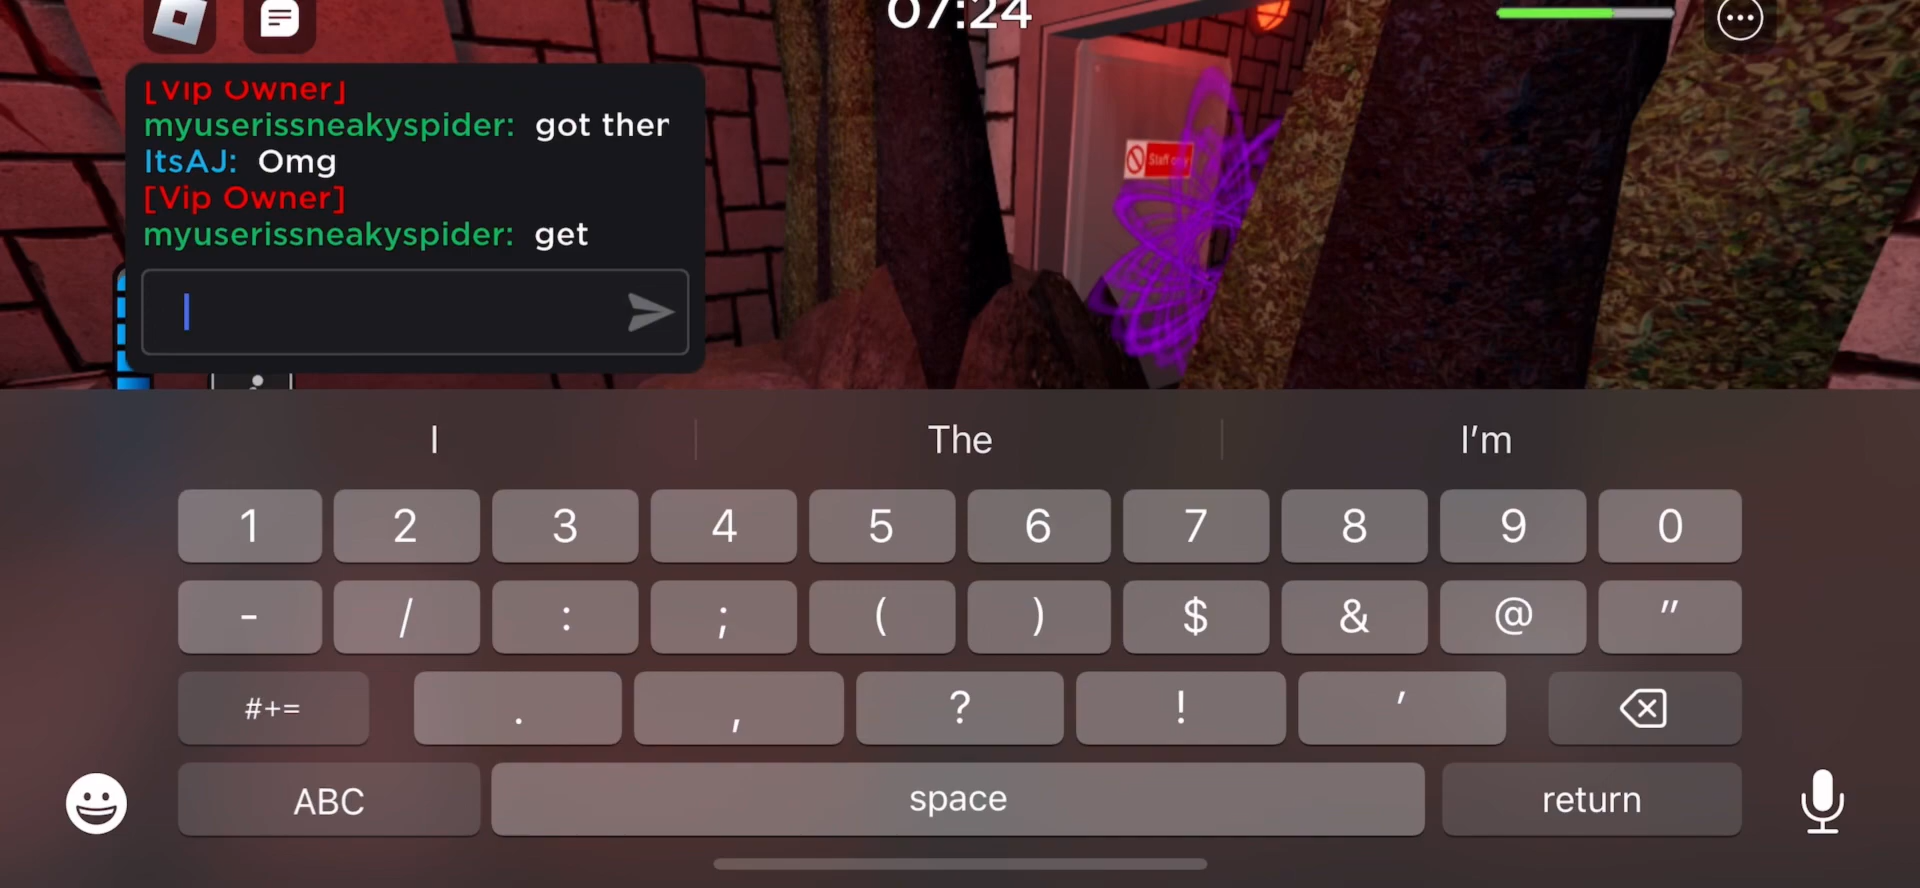 07:24
[Vip Owner]
myuserissneakyspider: got ther
ItsAJ: Omg
[Vip Owner]
myuserissneakyspider: get
Staff
I The I'm
1 2 3 4 5 6 7 8 9 0
- / : ; ( ) $ & @ "
#+= . , ? ! '
ABC space return